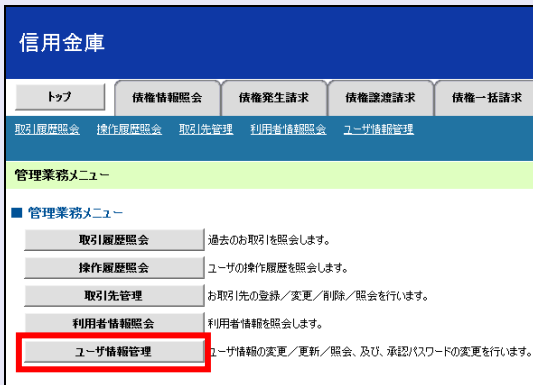 信用金庫
トップ 債権情報照会 債権発生請求 債権譲渡請求 債権一括請求
取引履歴照会 操作履歴照会 取引先管理 利用者情報照会 ユーザ情報管理
管理業務メニュー
■ 管理業務メニュー
取引履歴照会 過去のお取引を照会します。
操作履歴照会 ユーザの操作履歴を照会します。
取引先管理 お取引先の登録／変更／削除／照会を行います。
利用者情報照会 利用者情報を照会します。
ユーザ情報管理 ユーザ情報の変更／更新／照会、及び、承認パスワードの変更を行います。